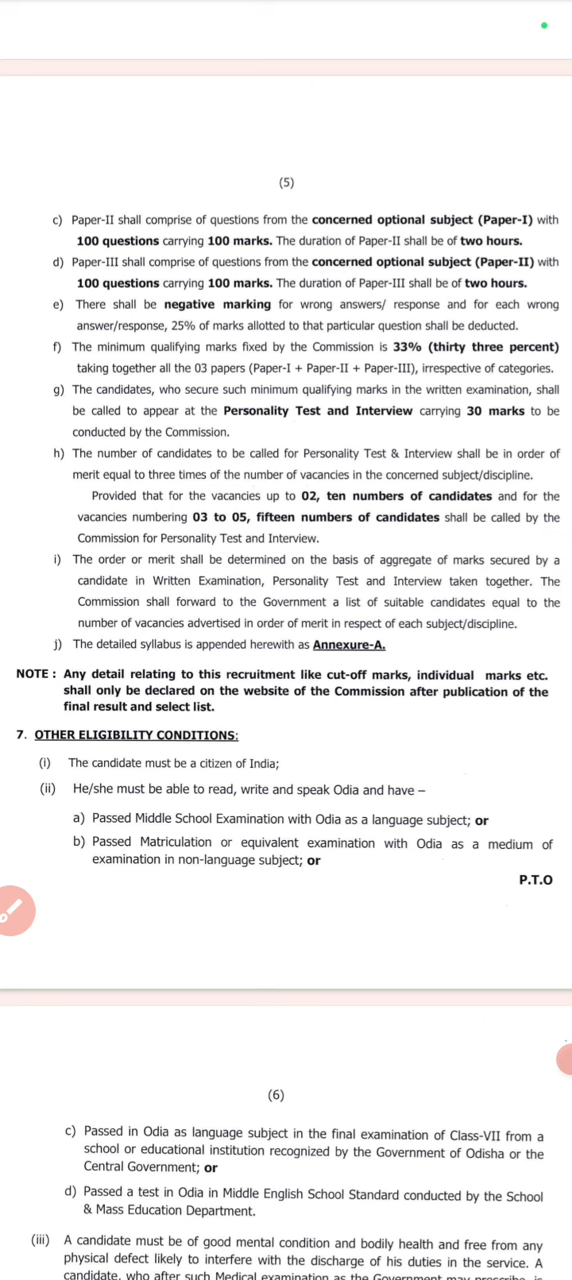 (5)
c) Paper-II shall comprise of questions from the concerned optional subject (Paper-I) with
100 questions carrying 100 marks. The duration of Paper-II shall be of two hours.
d) Paper-III shall comprise of questions from the concerned optional subject (Paper-II) with
100 questions carrying 100 marks. The duration of Paper-III shall be of two hours.
e) There shall be negative marking for wrong answers/ response and for each wrong
answer/response, 25% of marks allotted to that particular question shall be deducted.
f) The minimum qualifying marks fixed by the Commission is 33% (thirty three percent)
taking together all the 03 papers (Paper-I + Paper-II + Paper-III), irrespective of categories.
g) The candidates, who secure such minimum qualifying marks in the written examination, shall
be called to appear at the Personality Test and Interview carrying 30 marks to be
conducted by the Commission.
h) The number of candidates to be called for Personality Test & Interview shall be in order of
merit equal to three times of the number of vacancies in the concerned subject/discipline.
Provided that for the vacancies up to 02, ten numbers of candidates and for the
vacancies numbering 03 to 05, fifteen numbers of candidates shall be called by the
Commission for Personality Test and Interview.
i) The order or merit shall be determined on the basis of aggregate of marks secured by a
candidate in Written Examination, Personality Test and Interview taken together. The
Commission shall forward to the Government a list of suitable candidates equal to the
number of vacancies advertised in order of merit in respect of each subject/discipline.
j) The detailed syllabus is appended herewith as Annexure-A.
NOTE : Any detail relating to this recruitment like cut-off marks, individual marks etc.
shall only be declared on the website of the Commission after publication of the
final result and select list.
7. OTHER ELIGIBILITY CONDITIONS:
(i) The candidate must be a citizen of India;
(ii) He/she must be able to read, write and speak Odia and have –
a) Passed Middle School Examination with Odia as a language subject; or
b) Passed Matriculation or equivalent examination with Odia as a medium of
examination in non-language subject; or
P.T.O
(6)
c) Passed in Odia as language subject in the final examination of Class-VII from a
school or educational institution recognized by the Government of Odisha or the
Central Government; or
d) Passed a test in Odia in Middle English School Standard conducted by the School
& Mass Education Department.
(iii) A candidate must be of good mental condition and bodily health and free from any
physical defect likely to interfere with the discharge of his duties in the service. A
candidate, who after such Medical examination as the Government may prescribe, is